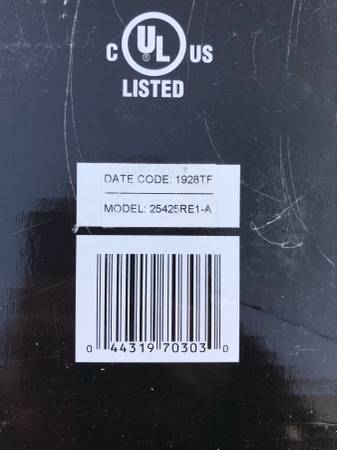 C UL ® US
LISTED
DATE CODE: 1928TF
MODEL: 25425RE1-A
0 44319 70303 0